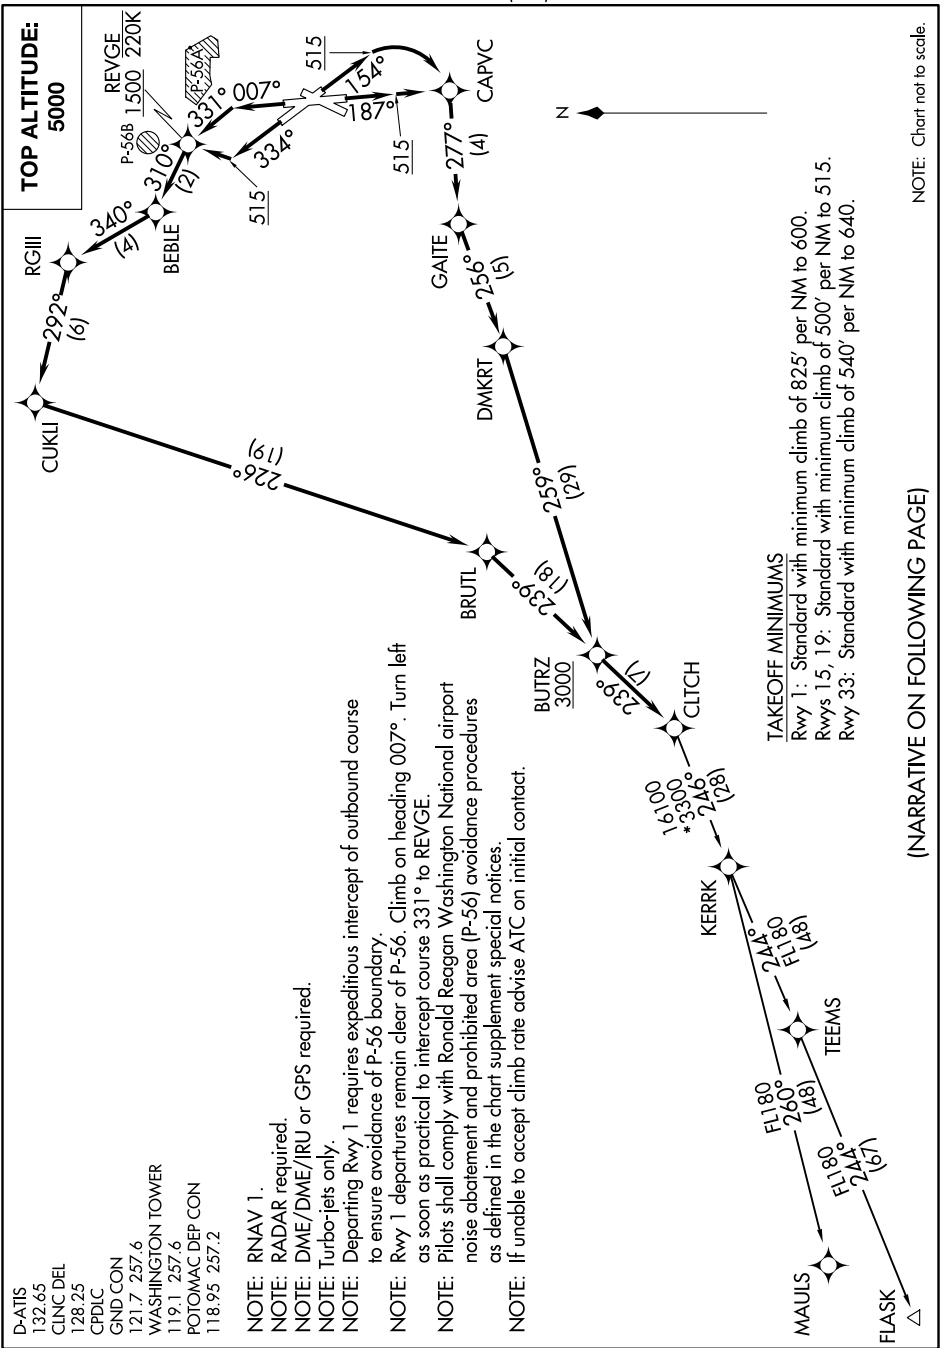 D-ATIS
132.65
CLNC DEL
128.25
CPDLC
GND CON
121.7 257.6
WASHINGTON TOWER
119.1 257.6
POTOMAC DEP CON
118.95 257.2
TOP ALTITUDE:
5000
NOTE: RNAV 1.
NOTE: RADAR required.
NOTE: DME/DME/IRU or GPS required.
NOTE: Turbo-jets only.
NOTE: Departing Rwy 1 requires expeditious intercept of outbound course
to ensure avoidance of P-56 boundary.
NOTE: Rwy 1 departures remain clear of P-56. Climb on heading 007°. Turn left
as soon as practical to intercept course 331° to REVGE.
NOTE: Pilots shall comply with Ronald Reagan Washington National airport
noise abatement and prohibited area (P-56) avoidance procedures
as defined in the chart supplement special notices.
NOTE: If unable to accept climb rate advise ATC on initial contact.
RGIII
CUKLI
292°
(6)
340°
(4)
BEBLE
310°
(2)
P-56B
REVGE
1500 220K
P-56A
331°
007°
334°
515
515
154°
187°
515
CAPVC
277°
(4)
GAITE
256°
(5)
DMKRT
259°
(29)
226°
(19)
BRUTL
239°
(18)
BUTRZ
3000
239°
(7)
CLTCH
16100
*3300
246°
(28)
KERRK
244°
FL180
(48)
TEEMS
FL180
260°
(48)
MAULS
FL180
244°
(67)
FLASK
N
TAKEOFF MINIMUMS
Rwy 1: Standard with minimum climb of 825' per NM to 600.
Rwys 15, 19: Standard with minimum climb of 500' per NM to 515.
Rwy 33: Standard with minimum climb of 540' per NM to 640.
NOTE: Chart not to scale.
(NARRATIVE ON FOLLOWING PAGE)